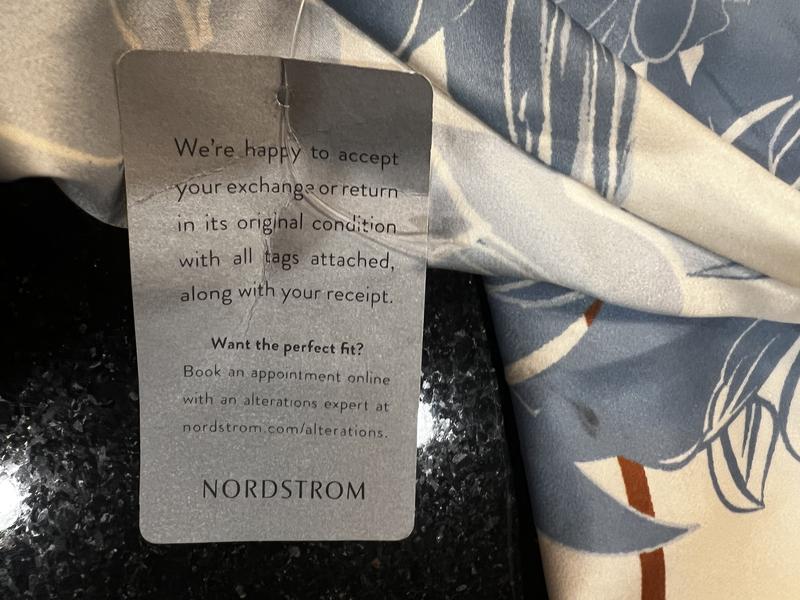 We're happy to accept
your exchange or return
in its original condition
with all tags attached,
along with your receipt.
Want the perfect fit?
Book an appointment online
with an alterations expert at
nordstrom.com/alterations.
NORDSTROM